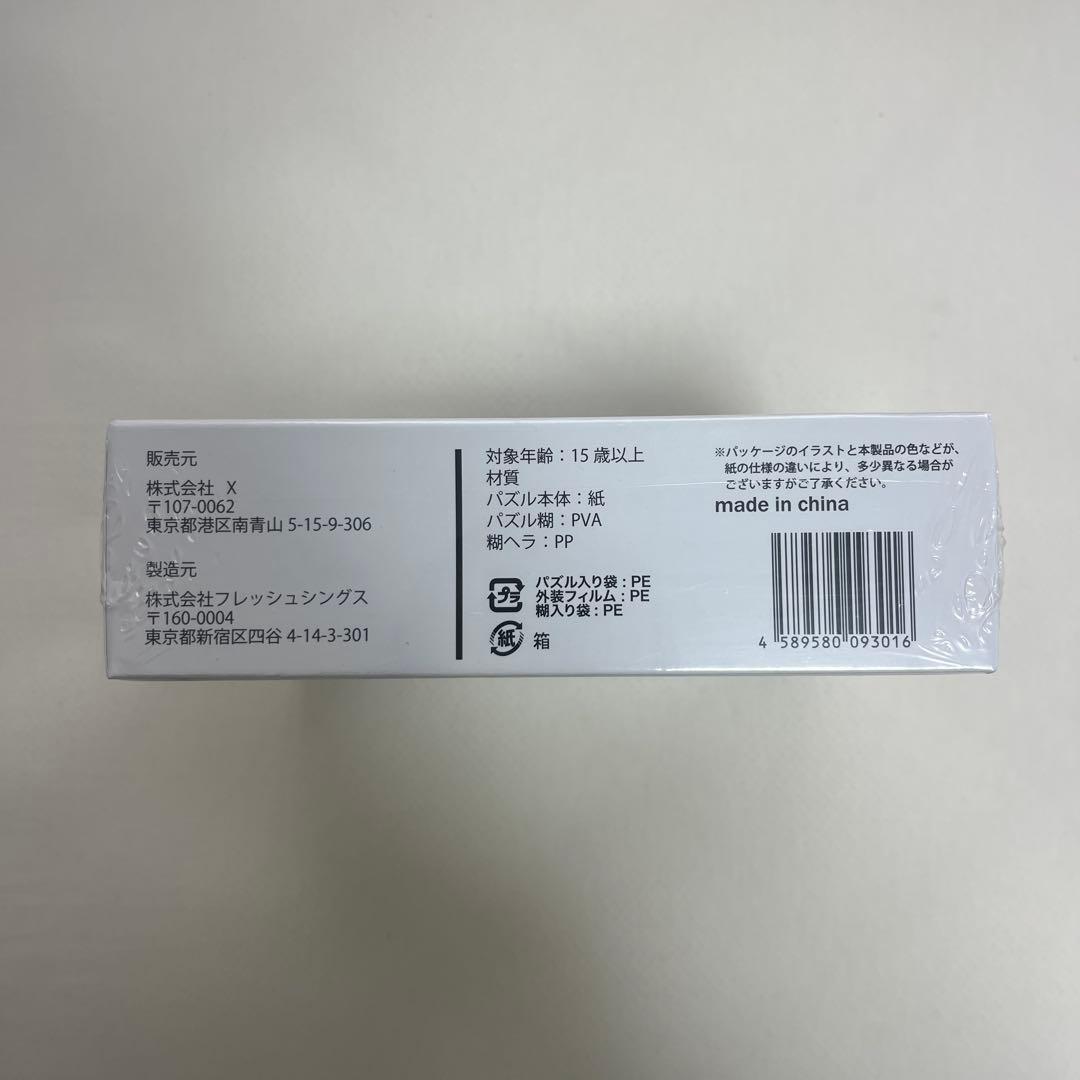 販売元
株式会社 X
〒107-0062
東京都港区南青山 5-15-9-306
製造元
株式会社フレッシュシングス
〒160-0004
東京都新宿区四谷 4-14-3-301
対象年齢：15 歳以上
材質
パズル本体：紙
パズル糊：PVA
糊ヘラ：PP
プラ
パズル入り袋：PE
外装フィルム：PE
糊入り袋：PE
紙
箱
※パッケージのイラストと本製品の色などが、
紙の仕様の違いにより、多少異なる場合が
ございますがご了承ください。
made in china
4 589580 093016